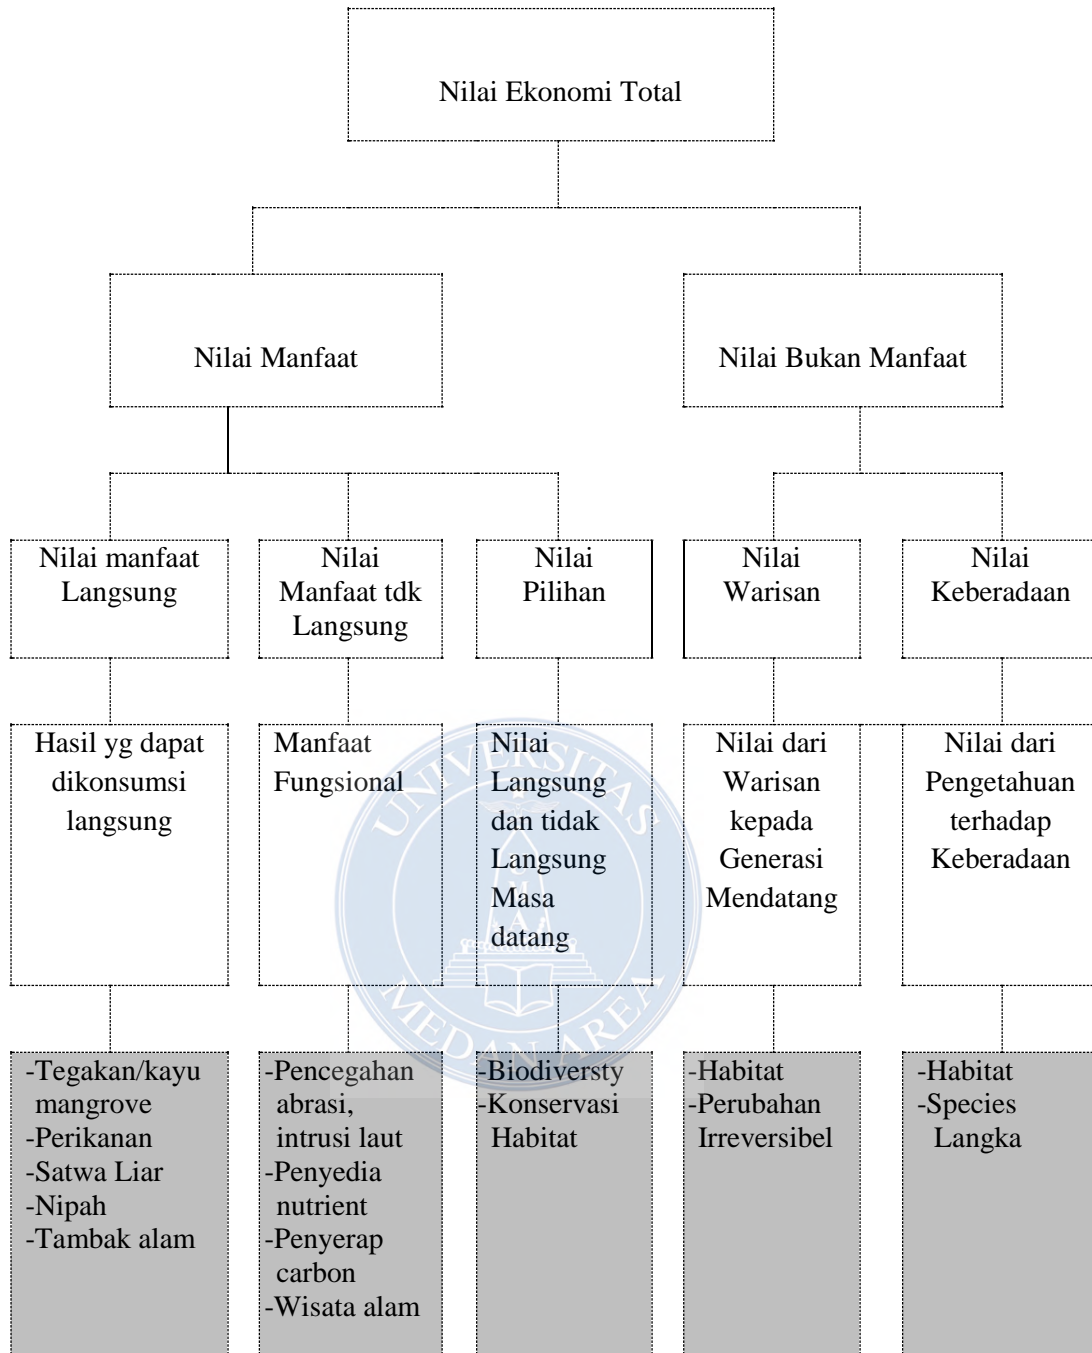 Nilai Ekonomi Total
Nilai Manfaat
Nilai Bukan Manfaat
Nilai manfaat
Langsung
Nilai
Manfaat tdk
Langsung
Nilai
Pilihan
Nilai
Warisan
Nilai
Keberadaan
Hasil yg dapat
dikonsumsi
langsung
Manfaat
Fungsional
Nilai
Langsung
dan tidak
Langsung
Masa
datang
Nilai dari
Warisan
kepada
Generasi
Mendatang
Nilai dari
Pengetahuan
terhadap
Keberadaan
-Tegakan/kayu
mangrove
-Perikanan
-Satwa Liar
-Nipah
-Tambak alam
-Pencegahan
abrasi,
intrusi laut
-Penyedia
nutrient
-Penyerap
carbon
-Wisata alam
-Biodiversty
-Konservasi
Habitat
-Habitat
-Perubahan
Irreversibel
-Habitat
-Species
Langka
UNIVERSITAS
MEDAN AREA